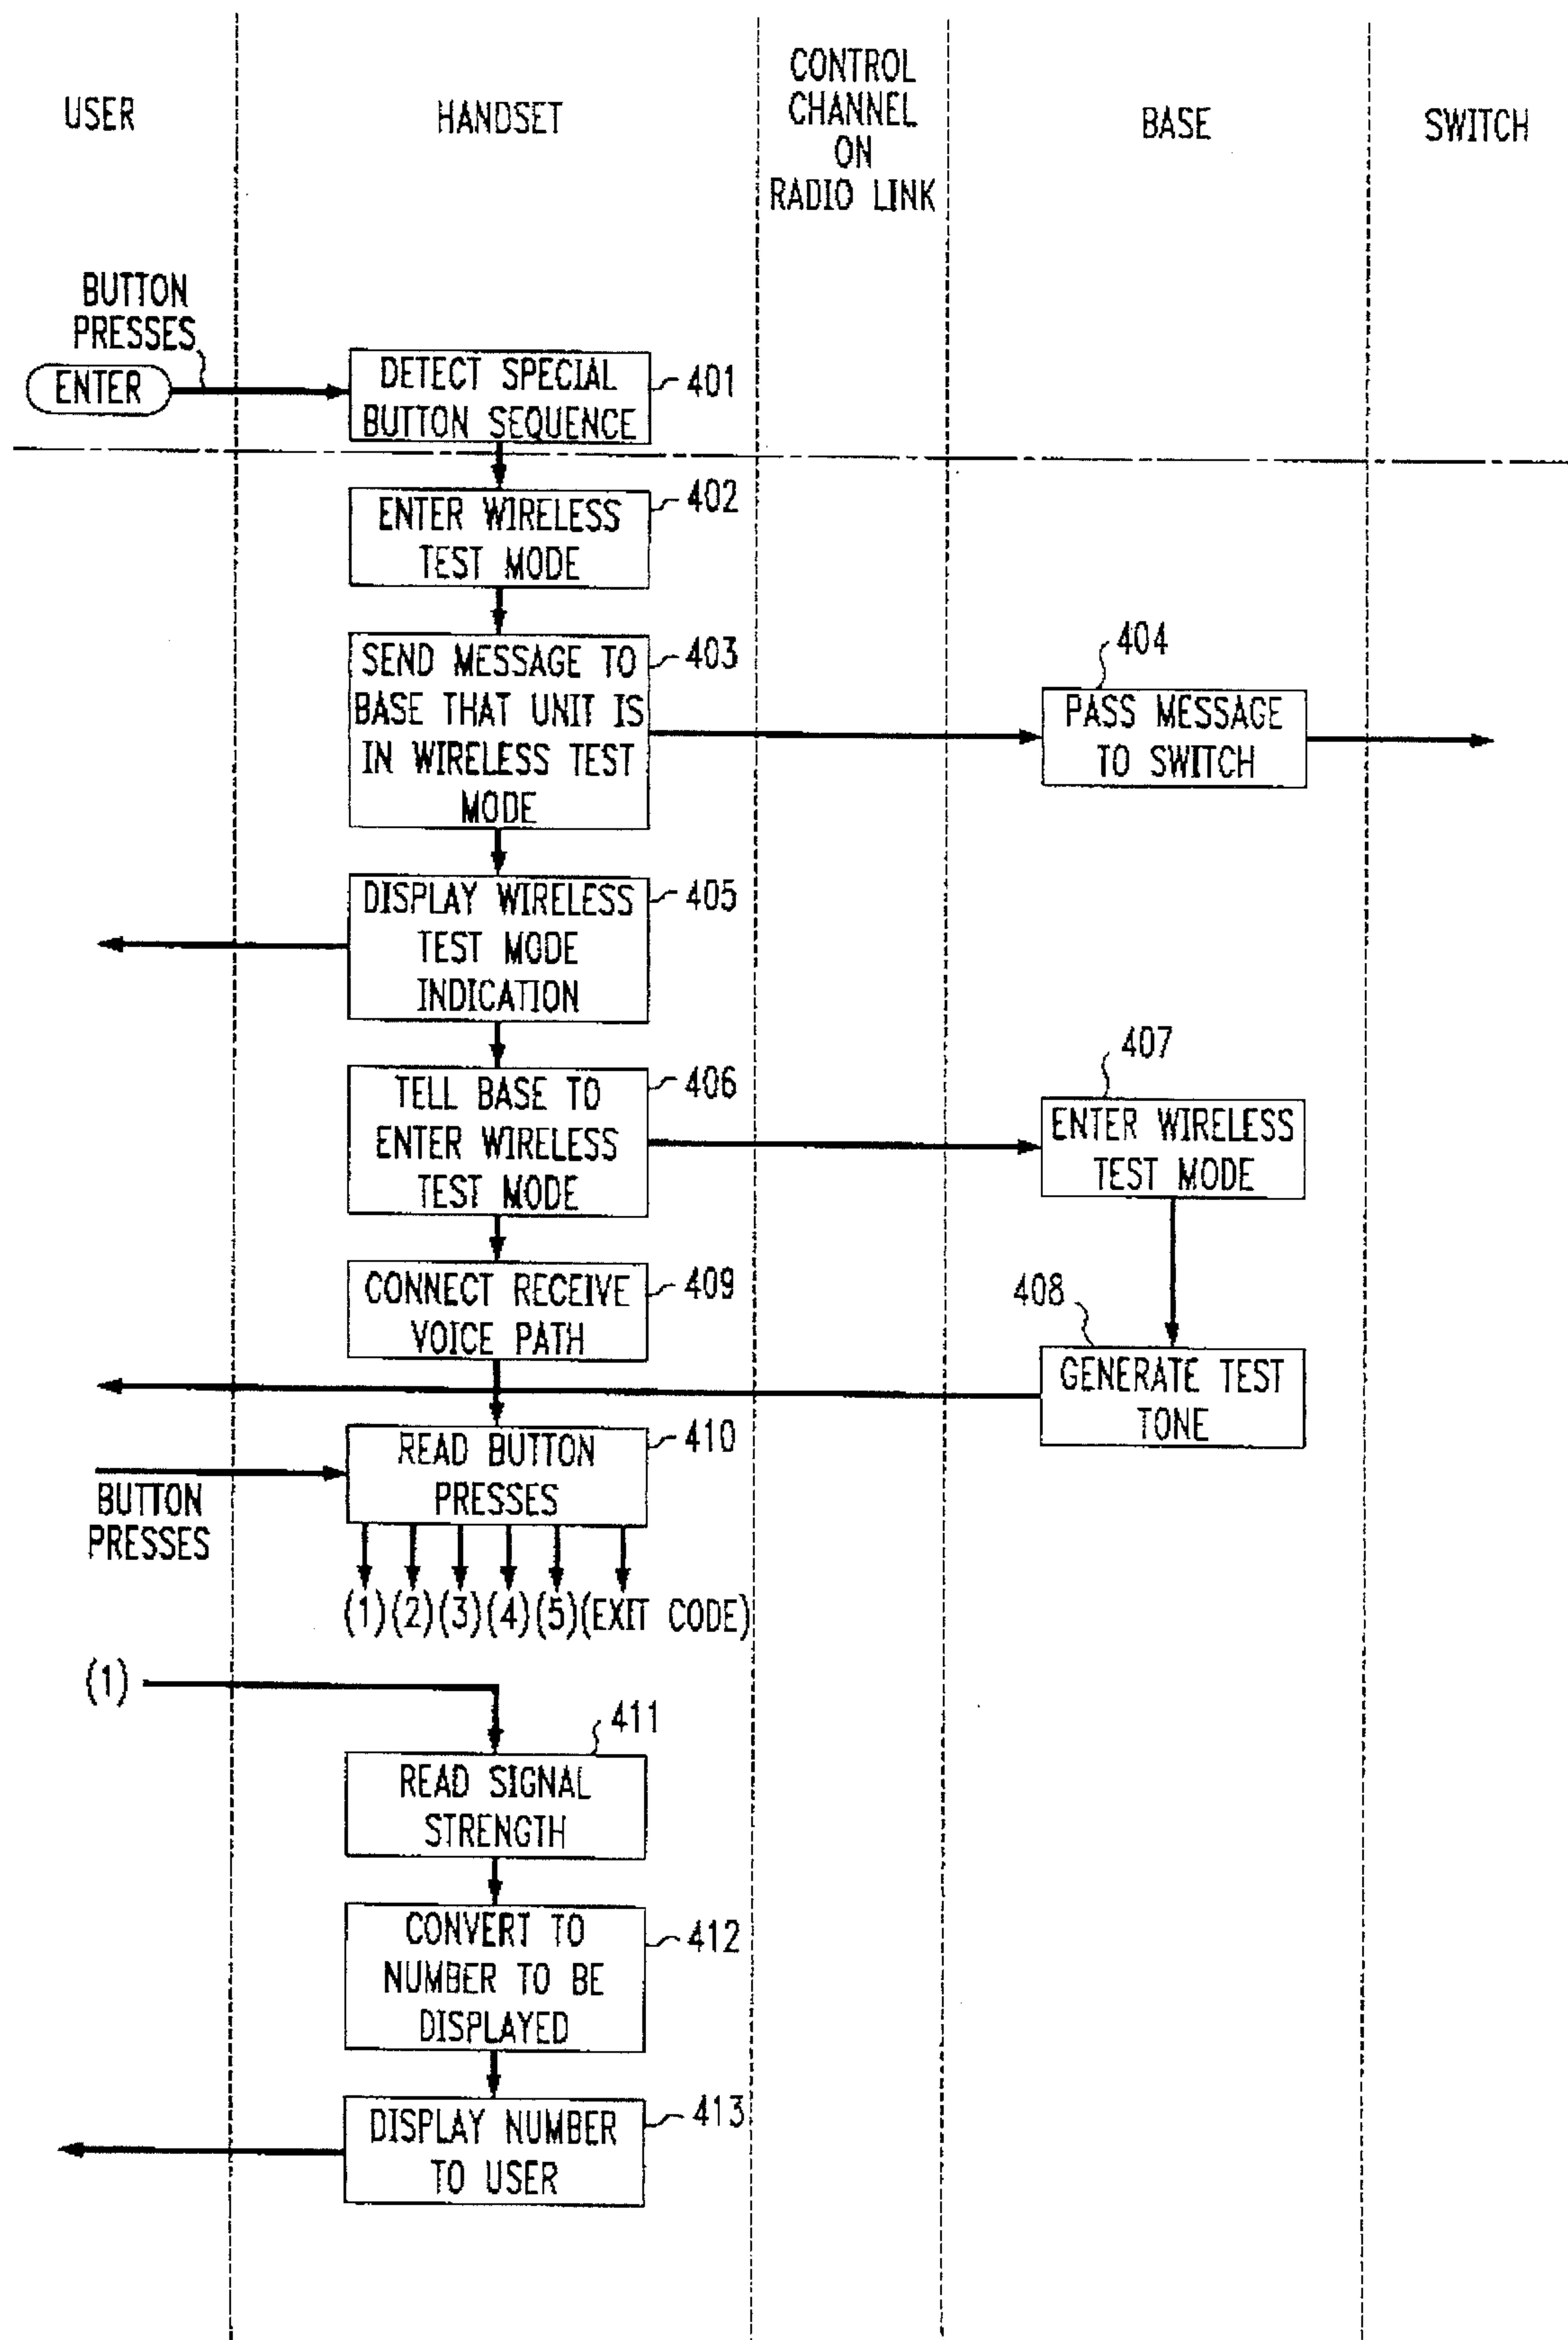 USER
HANDSET
CONTROL
CHANNEL
ON
RADIO LINK
BASE
SWITCH
BUTTON
PRESSES
ENTER
DETECT SPECIAL
BUTTON SEQUENCE
401
ENTER WIRELESS
TEST MODE
402
SEND MESSAGE TO
BASE THAT UNIT IS
IN WIRELESS TEST
MODE
403
404
PASS MESSAGE
TO SWITCH
DISPLAY WIRELESS
TEST MODE
INDICATION
405
TELL BASE TO
ENTER WIRELESS
TEST MODE
406
407
ENTER WIRELESS
TEST MODE
CONNECT RECEIVE
VOICE PATH
409
408
GENERATE TEST
TONE
READ BUTTON
PRESSES
410
BUTTON
PRESSES
(1) (2) (3) (4) (5) (EXIT CODE)
(1)
411
READ SIGNAL
STRENGTH
CONVERT TO
NUMBER TO BE
DISPLAYED
412
DISPLAY NUMBER
TO USER
413